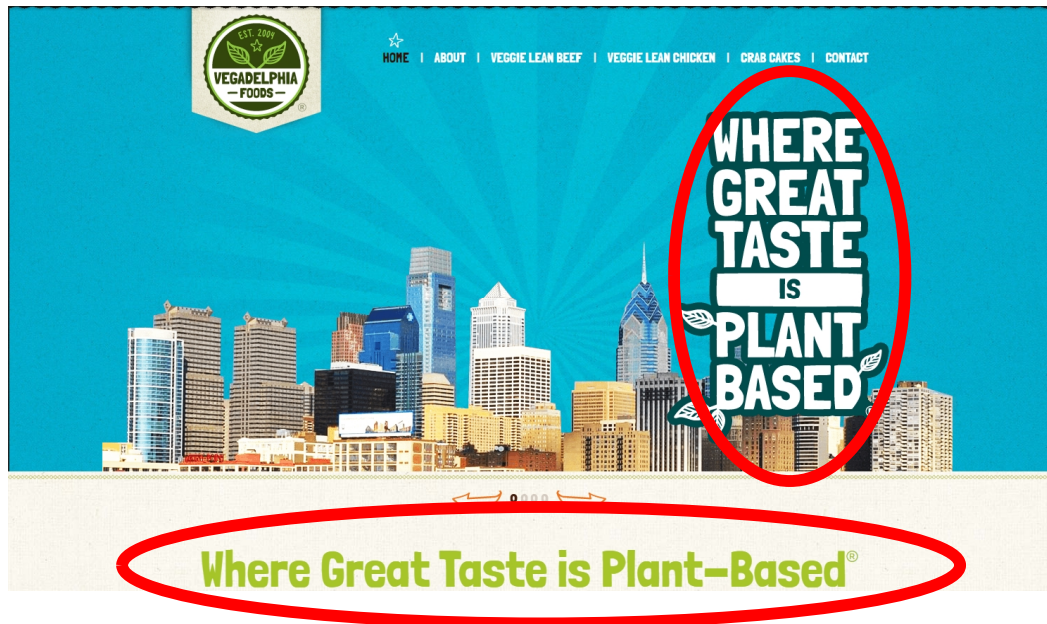 EST. 2009
VEGADELPHIA
FOODS
®
HOME | ABOUT | VEGGIE LEAN BEEF | VEGGIE LEAN CHICKEN | CRAB CAKES | CONTACT
WHERE
GREAT
TASTE
IS
PLANT
BASED
Where Great Taste is Plant-Based®